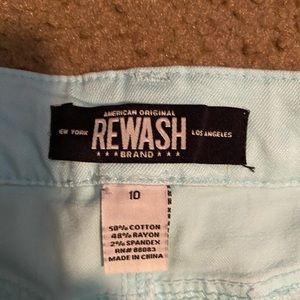 AMERICAN ORIGINAL
NEW YORK REWASH LOS ANGELES
★★★BRAND★★★
10
50% COTTON
48% RAYON
2% SPANDEX
RN# 66083
MADE IN CHINA